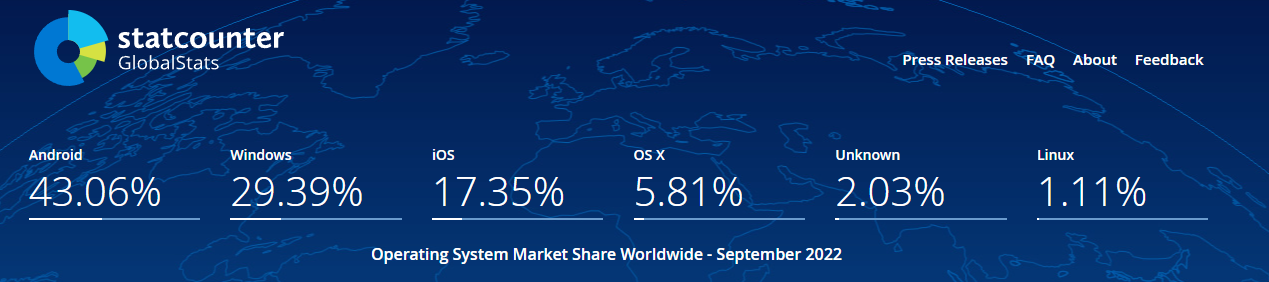 statcounter
GlobalStats
Press Releases FAQ About Feedback
Android Windows iOS OS X Unknown Linux
43.06% 29.39% 17.35% 5.81% 2.03% 1.11%
Operating System Market Share Worldwide - September 2022